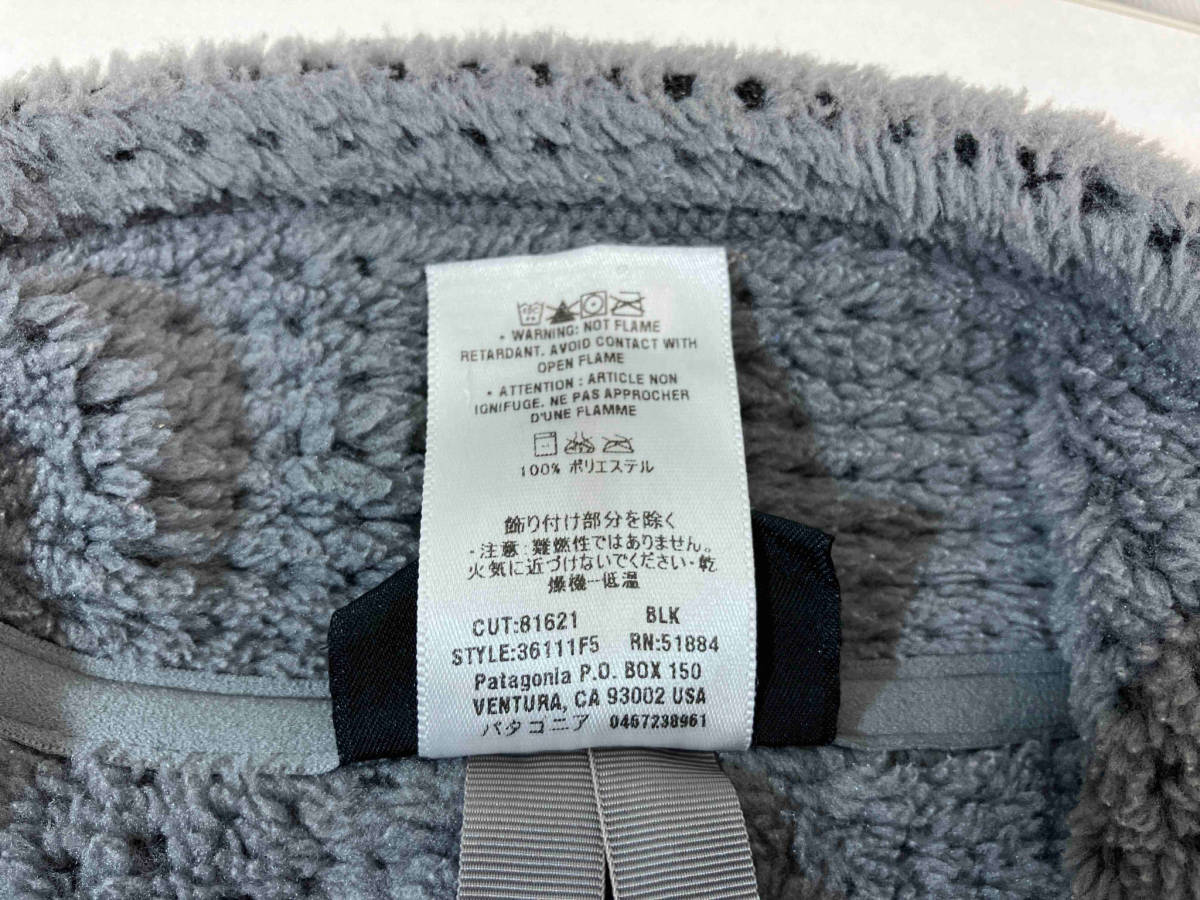 • WARNING: NOT FLAME
RETARDANT. AVOID CONTACT WITH
OPEN FLAME
• ATTENTION : ARTICLE NON
IGNIFUGE. NE PAS APPROCHER
D'UNE FLAMME
100% ポリエステル
飾り付け部分を除く
・注意:難燃性ではありません。
火気に近づけないでください・乾
燥機ー低温
CUT:81621 BLK
STYLE:36111F5 RN:51884
Patagonia P.O. BOX 150
VENTURA, CA 93002 USA
パタゴニア 0467238961